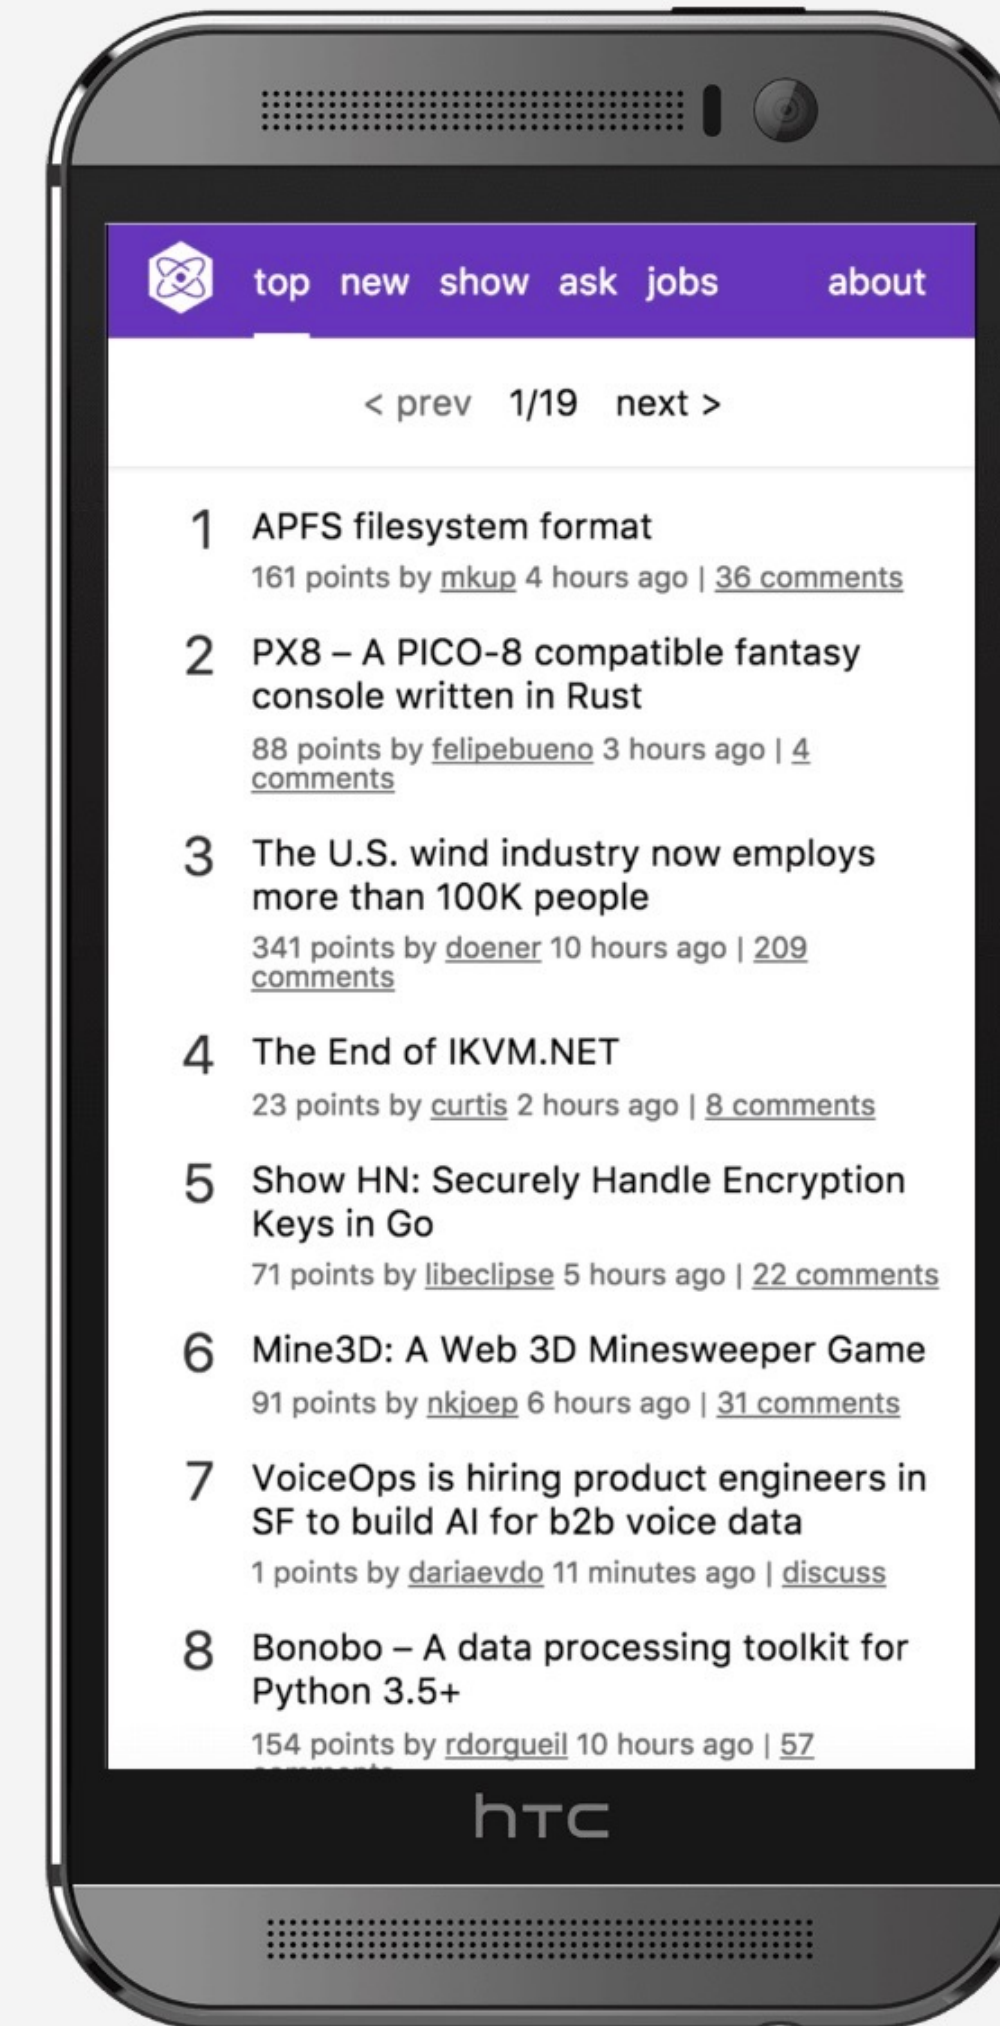 top new show ask jobs about
< prev 1/19 next >
1 APFS filesystem format
161 points by mkup 4 hours ago | 36 comments
2 PX8 – A PICO-8 compatible fantasy
console written in Rust
88 points by felipebueno 3 hours ago | 4
comments
3 The U.S. wind industry now employs
more than 100K people
341 points by doener 10 hours ago | 209
comments
4 The End of IKVM.NET
23 points by curtis 2 hours ago | 8 comments
5 Show HN: Securely Handle Encryption
Keys in Go
71 points by libeclipse 5 hours ago | 22 comments
6 Mine3D: A Web 3D Minesweeper Game
91 points by nkjoep 6 hours ago | 31 comments
7 VoiceOps is hiring product engineers in
SF to build AI for b2b voice data
1 points by dariaevdo 11 minutes ago | discuss
8 Bonobo – A data processing toolkit for
Python 3.5+
154 points by rdorgueil 10 hours ago | 57
hTC